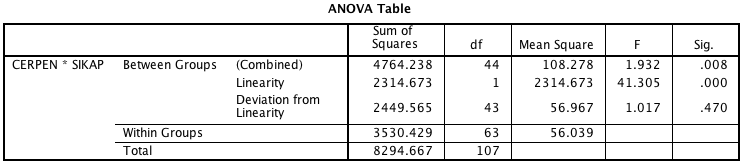 ANOVA Table
Sum of Squares df Mean Square F Sig.
CERPEN * SIKAP Between Groups (Combined) 4764.238 44 108.278 1.932 .008
Linearity 2314.673 1 2314.673 41.305 .000
Deviation from Linearity 2449.565 43 56.967 1.017 .470
Within Groups 3530.429 63 56.039
Total 8294.667 107